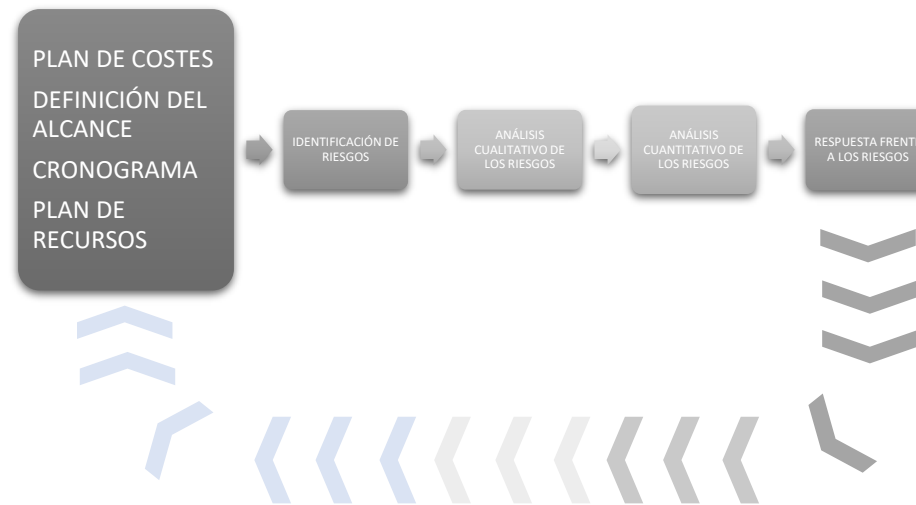 PLAN DE COSTES
DEFINICIÓN DEL
ALCANCE
CRONOGRAMA
PLAN DE
RECURSOS
IDENTIFICACIÓN DE
RIESGOS
ANÁLISIS
CUALITATIVO DE
LOS RIESGOS
ANÁLISIS
CUANTITATIVO DE
LOS RIESGOS
RESPUESTA FRENTE
A LOS RIESGOS